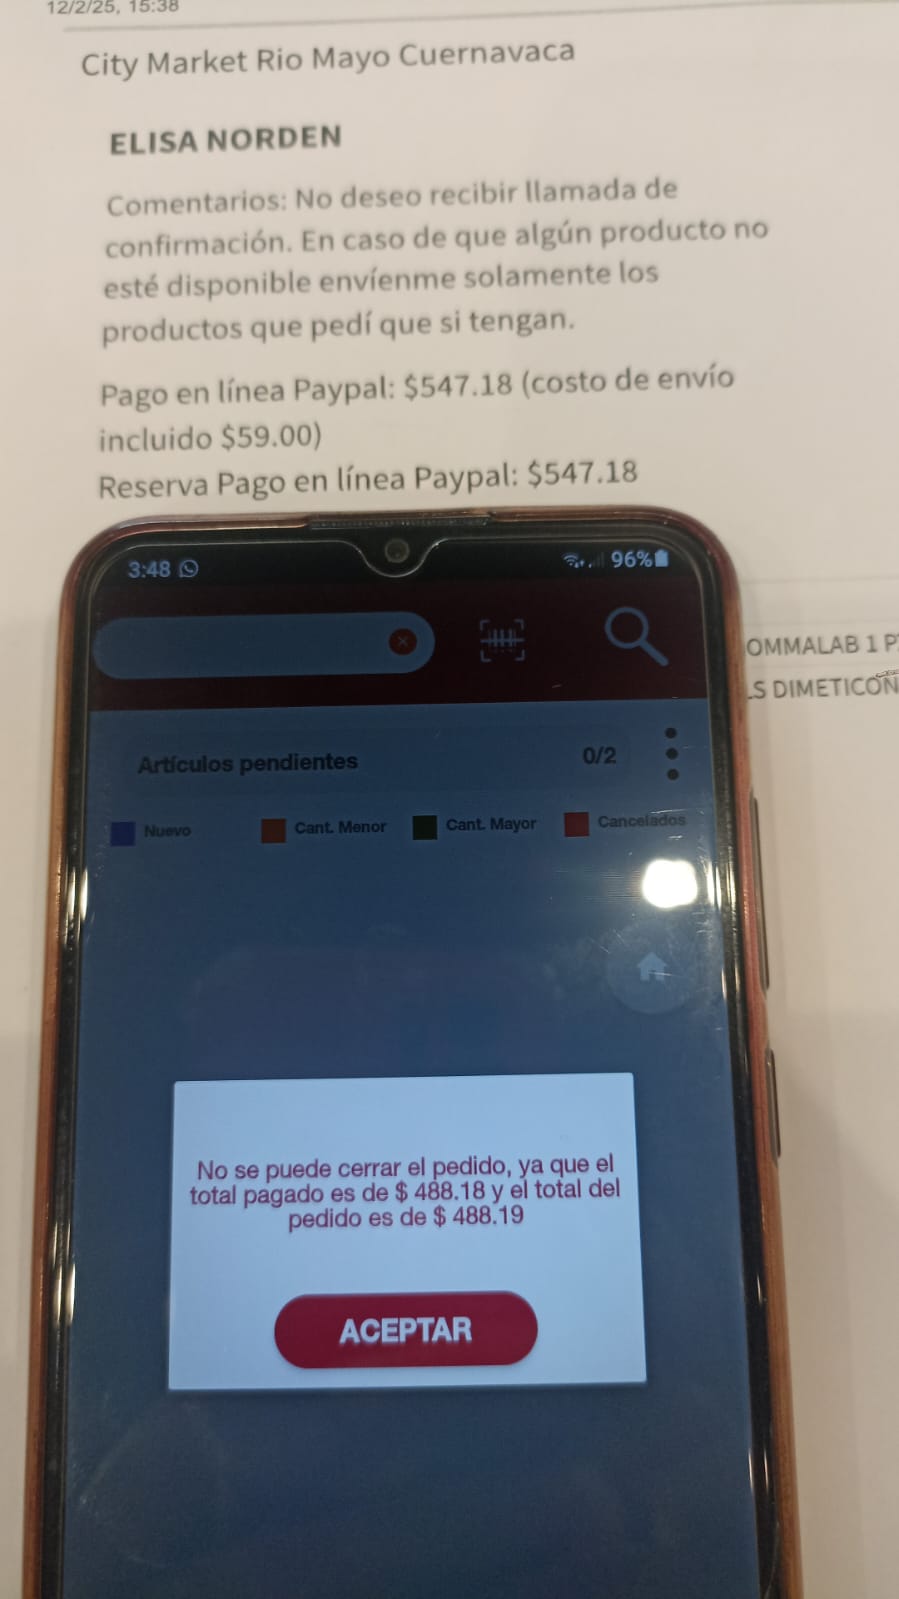 12/2/25, 15:38
City Market Rio Mayo Cuernavaca
ELISA NORDEN
Comentarios: No deseo recibir llamada de
confirmación. En caso de que algún producto no
esté disponible envíenme solamente los
productos que pedí que si tengan.
Pago en línea Paypal: $547.18 (costo de envío
incluido $59.00)
Reserva Pago en línea Paypal: $547.18
3:48 96%
OMMALAB 1
DIMETICON
Artículos pendientes 0/2
Nuevo Cant. Menor Cant. Mayor Cancelados
No se puede cerrar el pedido, ya que el
total pagado es de $ 488.18 y el total del
pedido es de $ 488.19
ACEPTAR